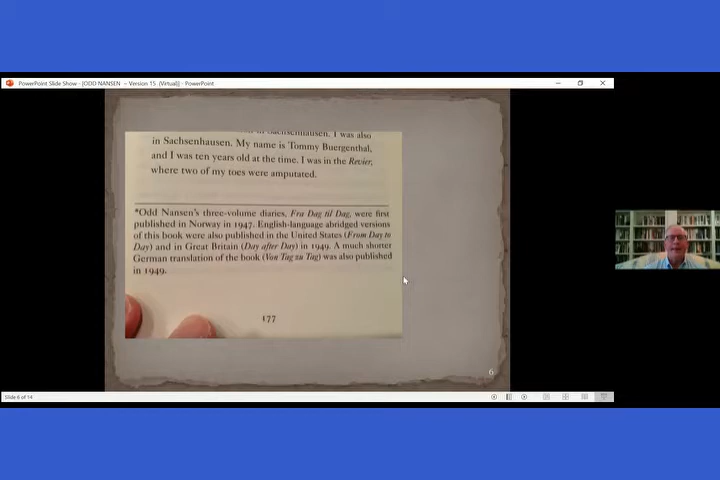 PowerPoint Slide Show - [ODD NANSEN - Version 15 (Virtual)] - PowerPoint
in Sachsenhausen. I was also
in Sachsenhausen. My name is Tommy Buergenthal,
and I was ten years old at the time. I was in the Revier,
where two of my toes were amputated.
*Odd Nansen's three-volume diaries, Fra Dag til Dag, were first
published in Norway in 1947. English-language abridged versions
of this book were also published in the United States (From Day to
Day) and in Great Britain (Day after Day) in 1949. A much shorter
German translation of the book (Von Tag zu Tag) was also published
in 1949.
177
6
Slide 6 of 14